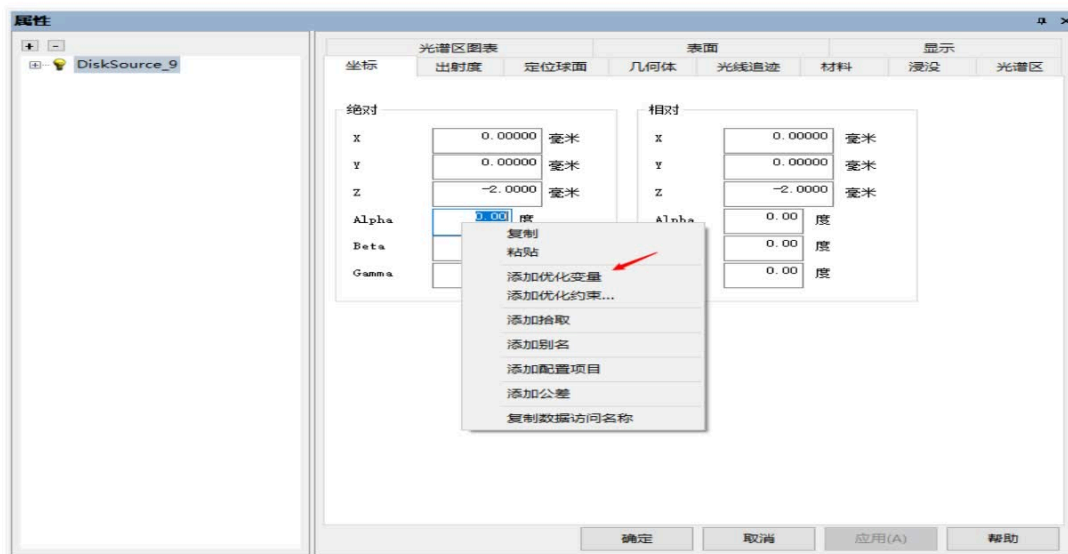 属性
DiskSource_9
光谱区图表 表面 显示
坐标 出射度 定位球面 几何体 光线追迹 材料 浸没 光谱区
绝对 相对
X 0.00000 毫米 X 0.00000 毫米
Y 0.00000 毫米 Y 0.00000 毫米
Z -2.0000 毫米 Z -2.0000 毫米
Alpha 0.00 度 Alpha 0.00 度
Beta 0.00 度
Gamma 0.00 度
复制
粘贴
添加优化变量
添加优化约束...
添加拾取
添加别名
添加配置项目
添加公差
复制数据访问名称
确定 取消 应用(A) 帮助